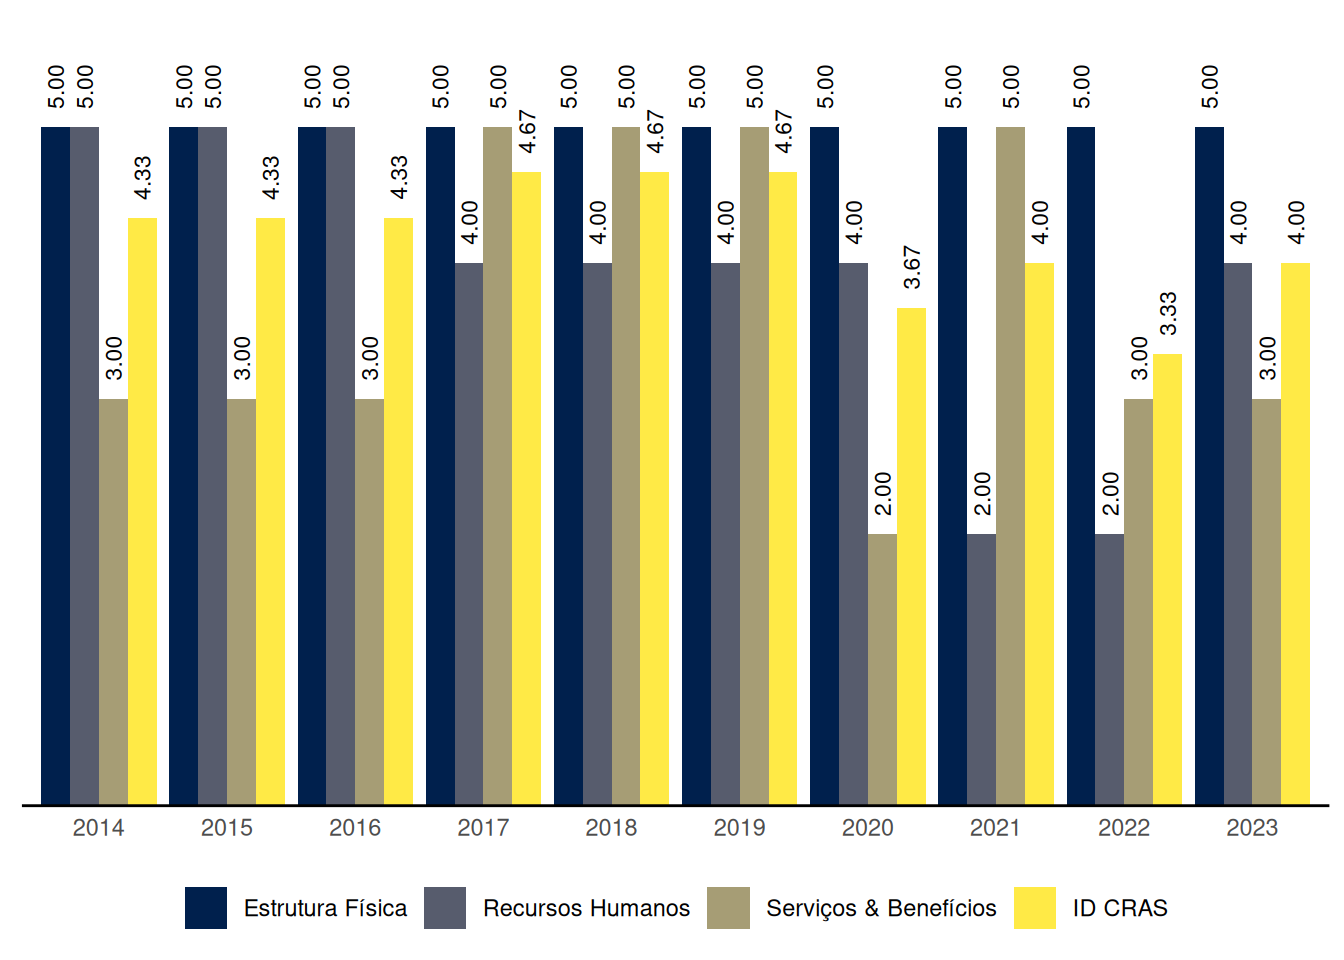 5.00 5.00 3.00 4.33 5.00 5.00 3.00 4.33 5.00 5.00 3.00 4.33 5.00 4.00 5.00 4.67 5.00 4.00 5.00 4.67 5.00 4.00 5.00 4.67 5.00 4.00 2.00 3.67 5.00 2.00 5.00 4.00 5.00 2.00 3.00 3.33 5.00 4.00 3.00 4.00
2014 2015 2016 2017 2018 2019 2020 2021 2022 2023
Estrutura Física Recursos Humanos Serviços & Benefícios ID CRAS